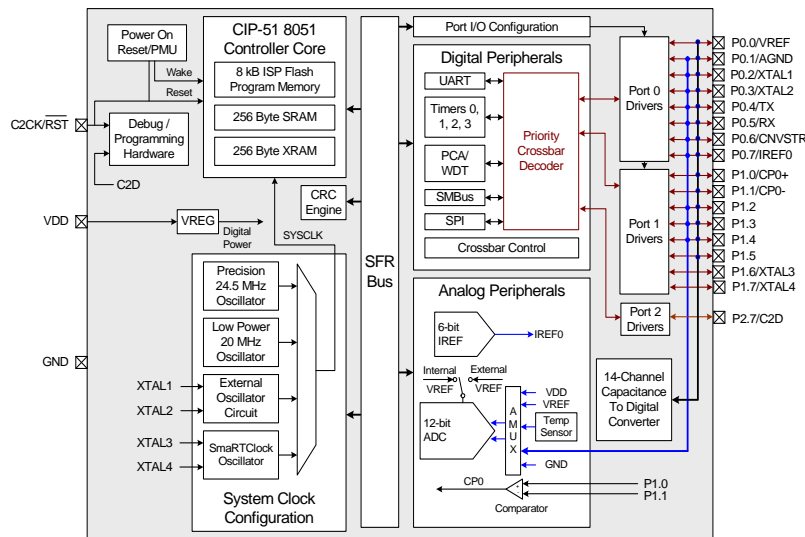 Power On
Reset/PMU
Wake
Reset
C2CK/RST
Debug /
Programming
Hardware
C2D
VDD
VREG
Digital
Power
GND
CIP-51 8051
Controller Core
8 kB ISP Flash
Program Memory
256 Byte SRAM
256 Byte XRAM
CRC
Engine
SYSCLK
Precision
24.5 MHz
Oscillator
Low Power
20 MHz
Oscillator
XTAL1
XTAL2
External
Oscillator
Circuit
XTAL3
XTAL4
SmaRTClock
Oscillator
System Clock
Configuration
SFR
Bus
Port I/O Configuration
Digital Peripherals
UART
Timers 0,
1, 2, 3
PCA/
WDT
SMBus
SPI
Priority
Crossbar
Decoder
Crossbar Control
Analog Peripherals
6-bit
IREF
IREF0
Internal
VREF
External
VREF
12-bit
ADC
A
M
U
X
VDD
VREF
Temp
Sensor
GND
CP0
+
-
Comparator
P1.0
P1.1
Port 0
Drivers
Port 1
Drivers
Port 2
Drivers
14-Channel
Capacitance
To Digital
Converter
P0.0/VREF
P0.1/AGND
P0.2/XTAL1
P0.3/XTAL2
P0.4/TX
P0.5/RX
P0.6/CNVSTR
P0.7/IREF0
P1.0/CP0+
P1.1/CP0-
P1.2
P1.3
P1.4
P1.5
P1.6/XTAL3
P1.7/XTAL4
P2.7/C2D